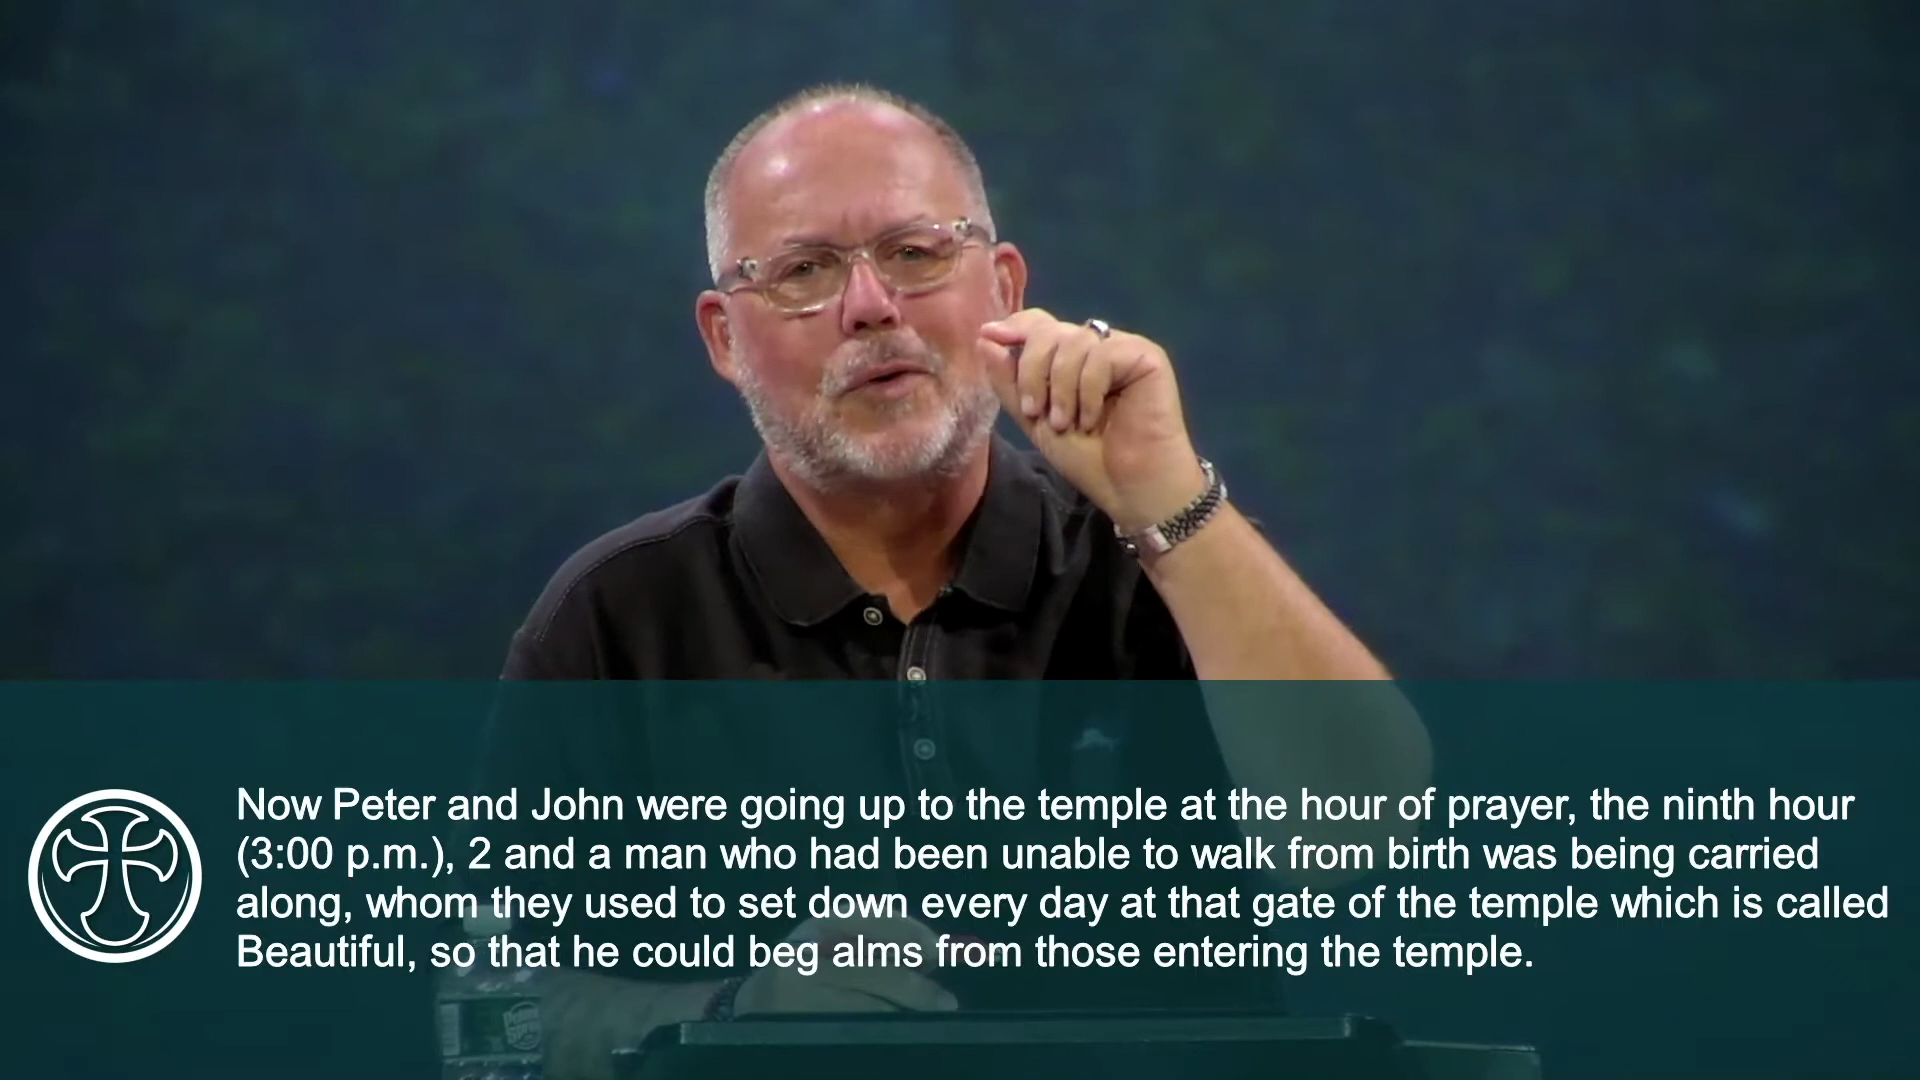 Now Peter and John were going up to the temple at the hour of prayer, the ninth hour
(3:00 p.m.), 2 and a man who had been unable to walk from birth was being carried
along, whom they used to set down every day at that gate of the temple which is called
Beautiful, so that he could beg alms from those entering the temple.